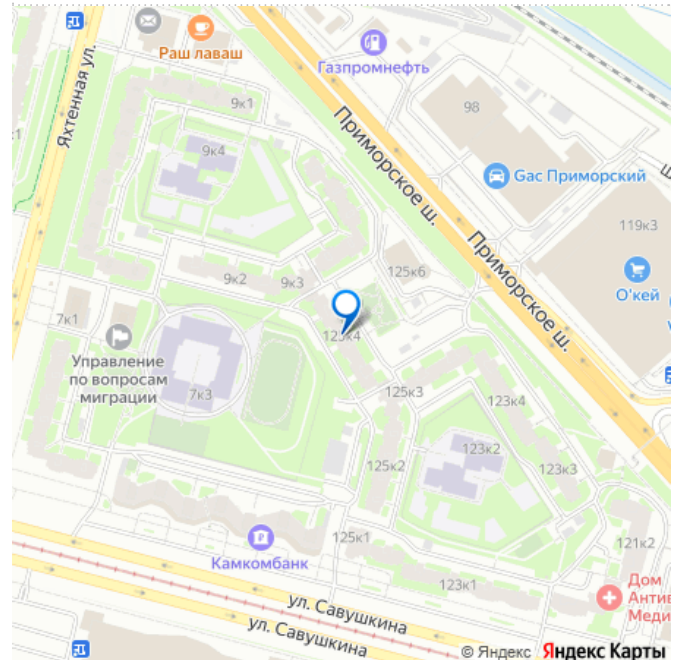 Раш лаваш
Газпромнефть
9к1
98
Яхтенная ул.
9к4
Приморское ш.
Gac Приморский
119к3
125к6
Приморское ш.
О'кей
9к2
9к3
7к1
Управление
по вопросам
миграции
7к3
125к3
123к4
125к2
123к2
123к3
125к1
Камкомбанк
121к2
123к1
Дом
Анти
Меди
ул. Савушкина
ул. Савушкина
© Яндекс Яндекс Карты